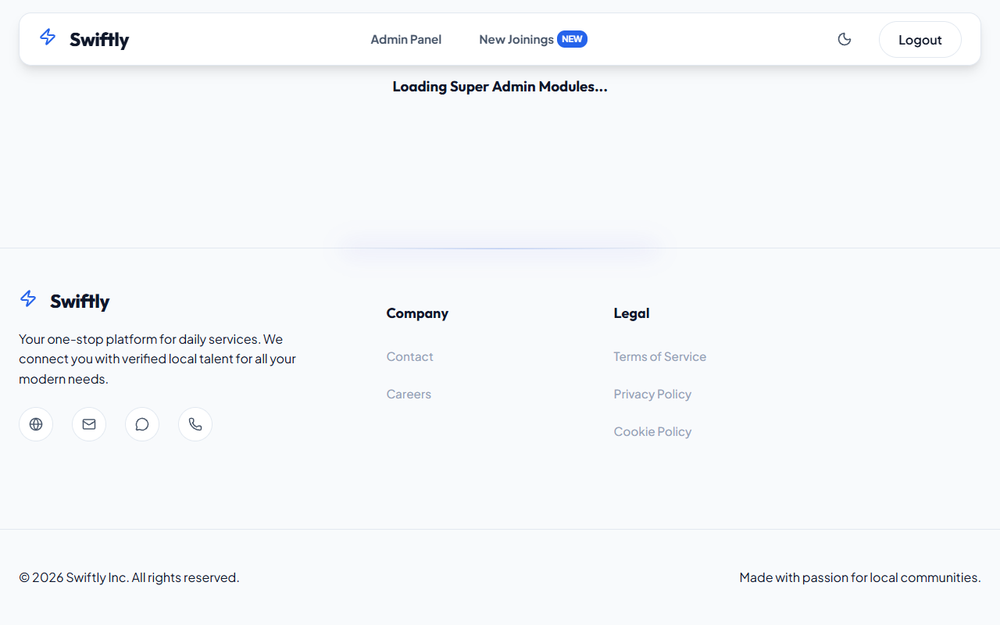 Swiftly
Admin Panel
New Joinings NEW
Logout
Loading Super Admin Modules...
Swiftly
Your one-stop platform for daily services. We
connect you with verified local talent for all your
modern needs.
Company
Contact
Careers
Legal
Terms of Service
Privacy Policy
Cookie Policy
© 2026 Swiftly Inc. All rights reserved.
Made with passion for local communities.